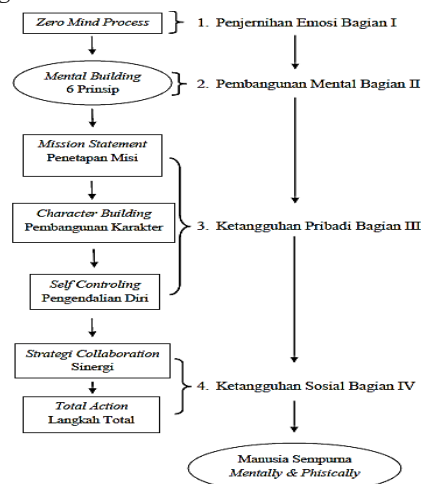 Zero Mind Process
1. Penjernihan Emosi Bagian I
Mental Building
6 Prinsip
2. Pembangunan Mental Bagian II
Mission Statement
Penetapan Misi
Character Building
Pembangunan Karakter
3. Ketangguhan Pribadi Bagian III
Self Controling
Pengendalian Diri
Strategi Collaboration
Sinergi
4. Ketangguhan Sosial Bagian IV
Total Action
Langkah Total
Manusia Sempurna
Mentally & Phisically